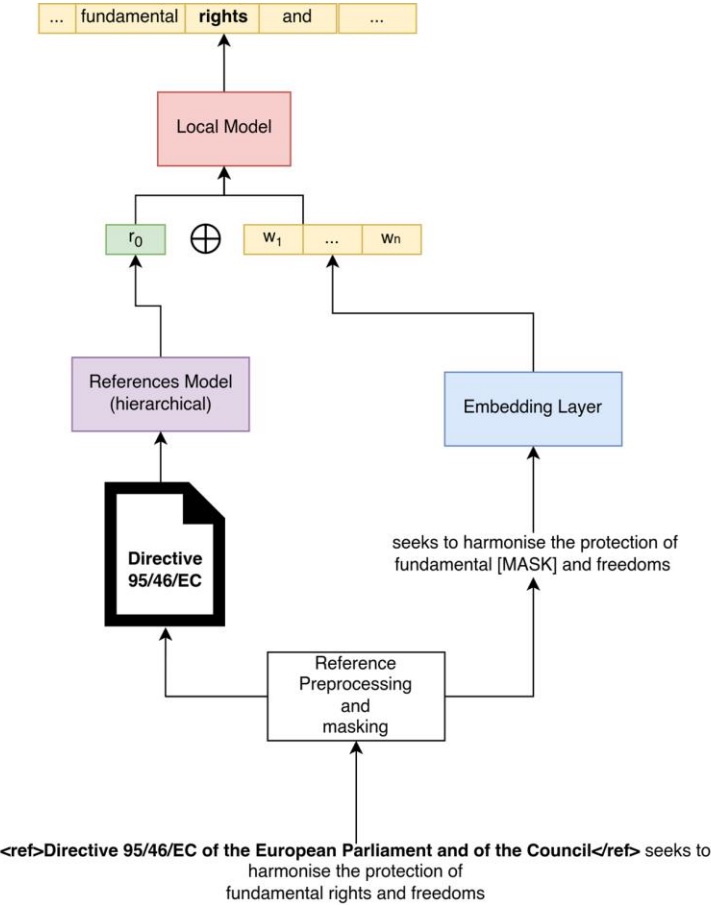 ... fundamental rights and ...
Local Model
r0 ⊕ w1 ... wn
References Model
(hierarchical)
Embedding Layer
Directive
95/46/EC
seeks to harmonise the protection of
fundamental [MASK] and freedoms
Reference
Preprocessing
and
masking
<ref>Directive 95/46/EC of the European Parliament and of the Council</ref> seeks to
harmonise the protection of
fundamental rights and freedoms